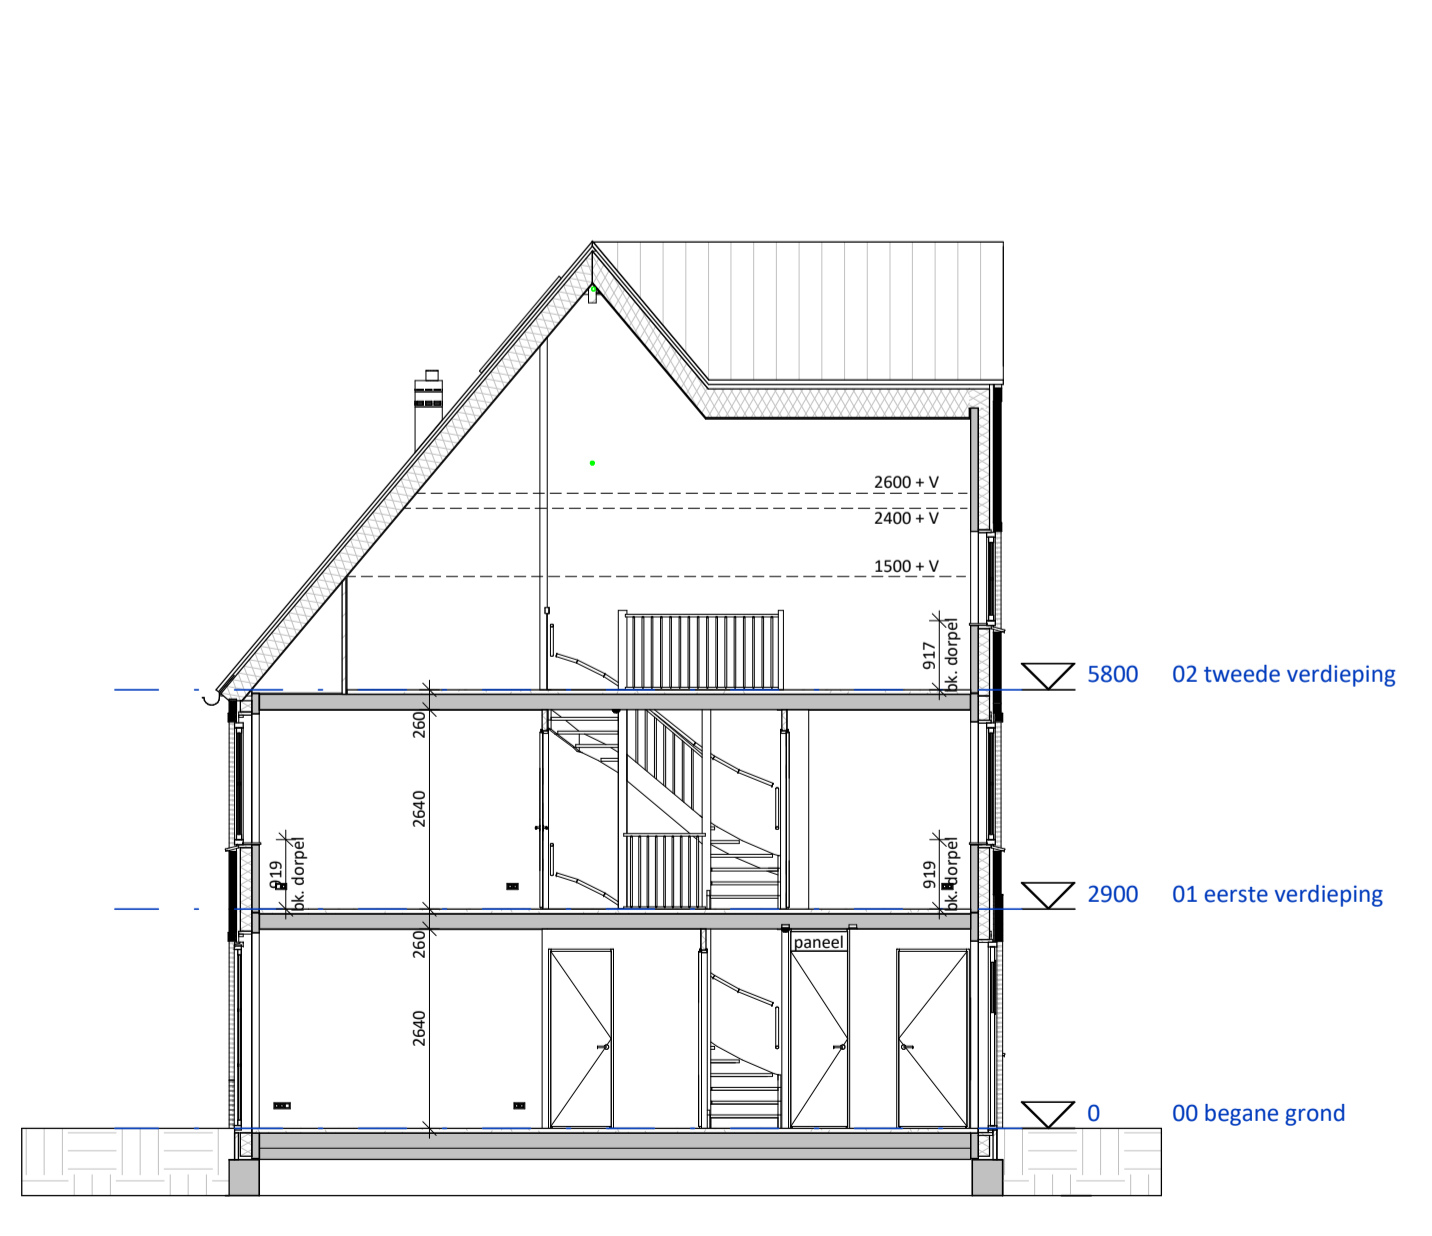 2600 + V
2400 + V
1500 + V
917
bk. dorpel
5800 02 tweede verdieping
260
2640
919
bk. dorpel
919
bk. dorpel
2900 01 eerste verdieping
260
paneel
2640
0 00 begane grond